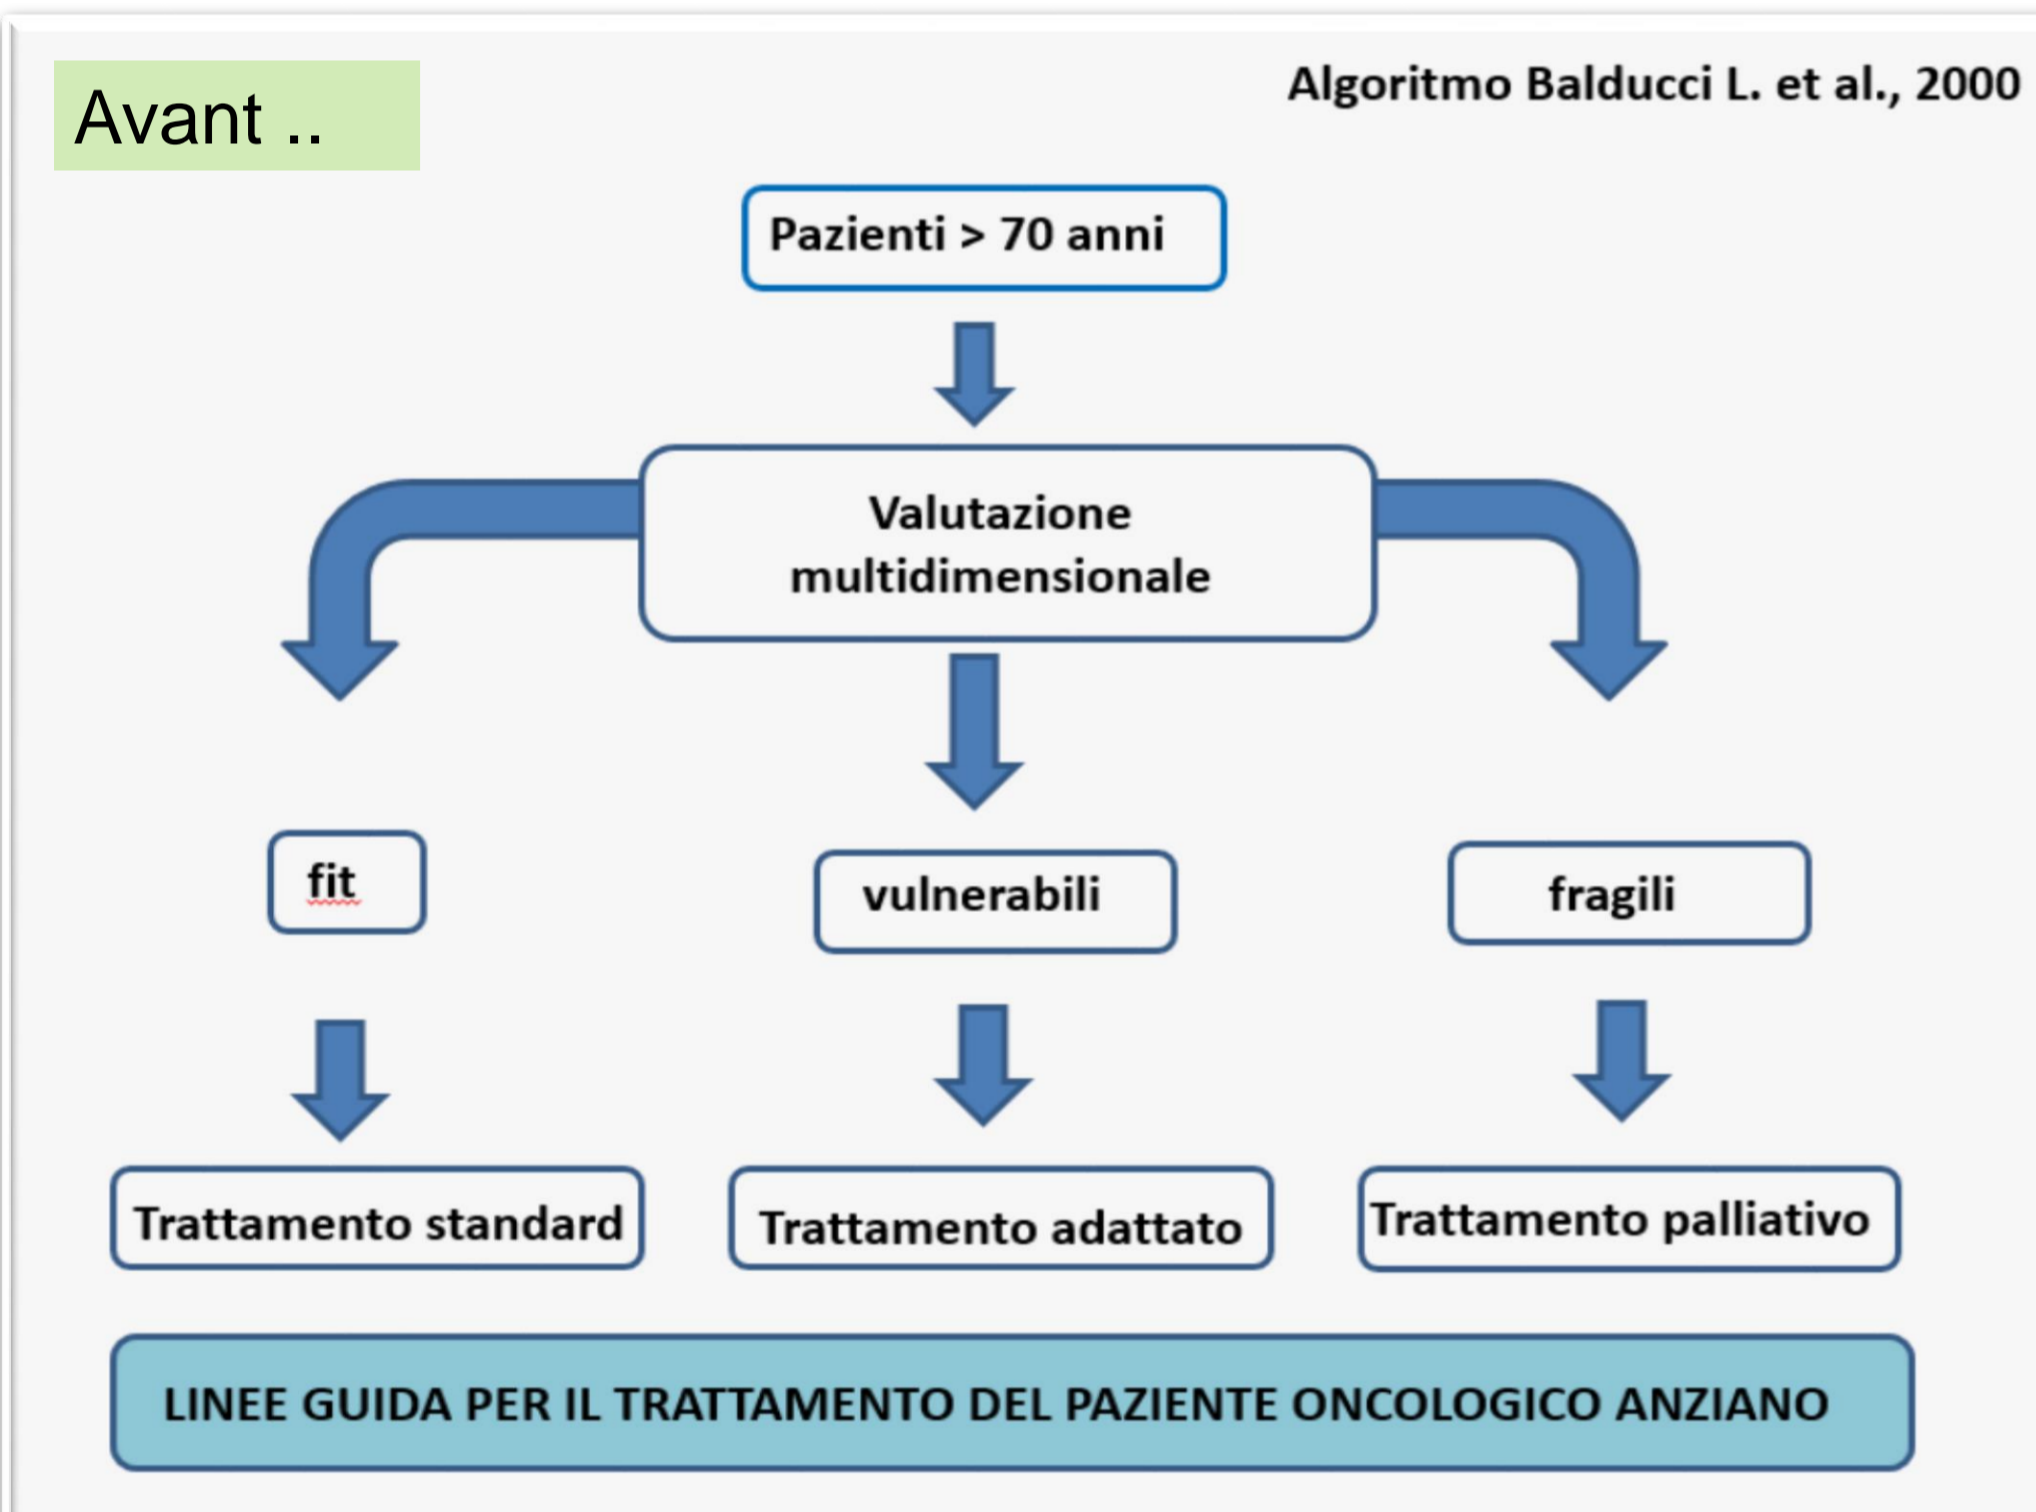 Avant ..
Algoritmo Balducci L. et al., 2000
Pazienti > 70 anni
Valutazione
multidimensionale
fit
vulnerabili
fragili
Trattamento standard
Trattamento adattato
Trattamento palliativo
LINEE GUIDA PER IL TRATTAMENTO DEL PAZIENTE ONCOLOGICO ANZIANO